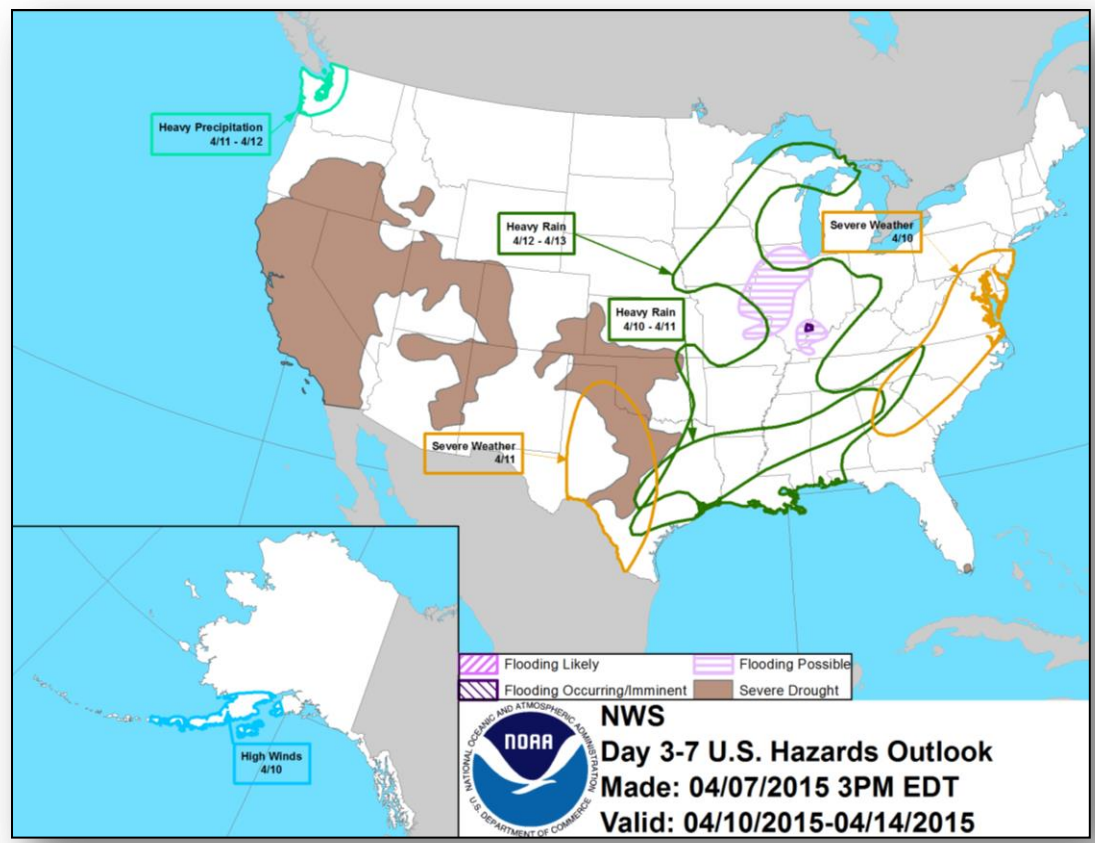 Heavy Precipitation
4/11 - 4/12
Heavy Rain
4/12 - 4/13
Severe Weather
4/10
Heavy Rain
4/10 - 4/11
Severe Weather
4/11
High Winds
4/10
Flooding Likely
Flooding Possible
Flooding Occurring/Imminent
Severe Drought
NATIONAL OCEANIC AND ATMOSPHERIC ADMINISTRATION
NOAA
U.S. DEPARTMENT OF COMMERCE
NWS
Day 3-7 U.S. Hazards Outlook
Made: 04/07/2015 3PM EDT
Valid: 04/10/2015-04/14/2015